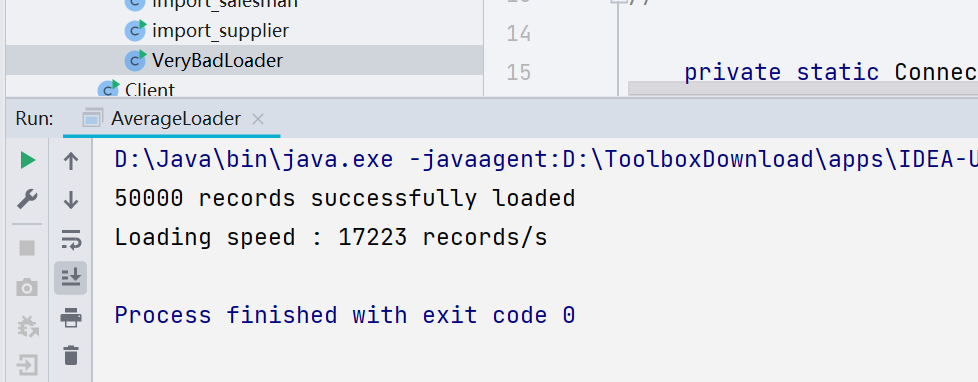 import_salesman
import_supplier
VeryBadLoader
Client
14
15
private static Connec
Run:
AverageLoader
D:\Java\bin\java.exe -javaagent:D:\ToolboxDownload\apps\IDEA-U
50000 records successfully loaded
Loading speed : 17223 records/s
Process finished with exit code 0